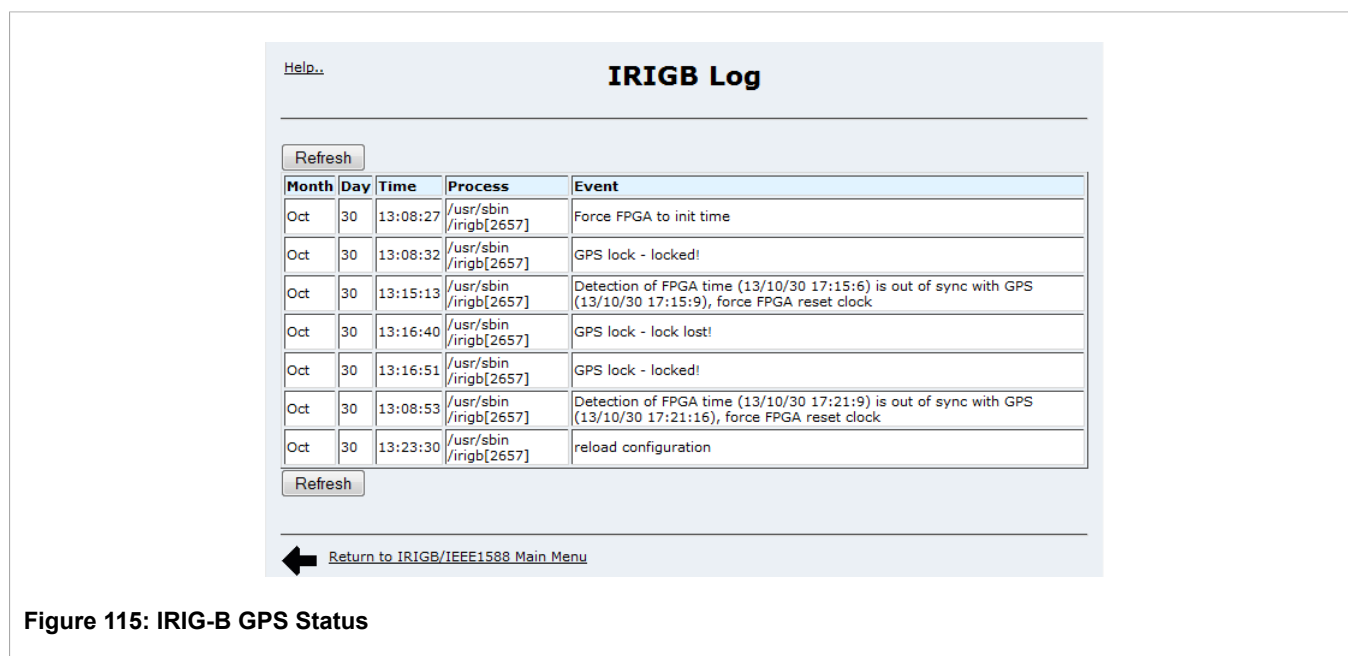 Help..
IRIGB Log
Refresh
Month Day Time Process Event
Oct 30 13:08:27 /usr/sbin
/irigb[2657] Force FPGA to init time
Oct 30 13:08:32 /usr/sbin
/irigb[2657] GPS lock - locked!
Oct 30 13:15:13 /usr/sbin
/irigb[2657] Detection of FPGA time (13/10/30 17:15:6) is out of sync with GPS
(13/10/30 17:15:9), force FPGA reset clock
Oct 30 13:16:40 /usr/sbin
/irigb[2657] GPS lock - lock lost!
Oct 30 13:16:51 /usr/sbin
/irigb[2657] GPS lock - locked!
Oct 30 13:08:53 /usr/sbin
/irigb[2657] Detection of FPGA time (13/10/30 17:21:9) is out of sync with GPS
(13/10/30 17:21:16), force FPGA reset clock
Oct 30 13:23:30 /usr/sbin
/irigb[2657] reload configuration
Refresh
Return to IRIGB/IEEE1588 Main Menu
Figure 115: IRIG-B GPS Status